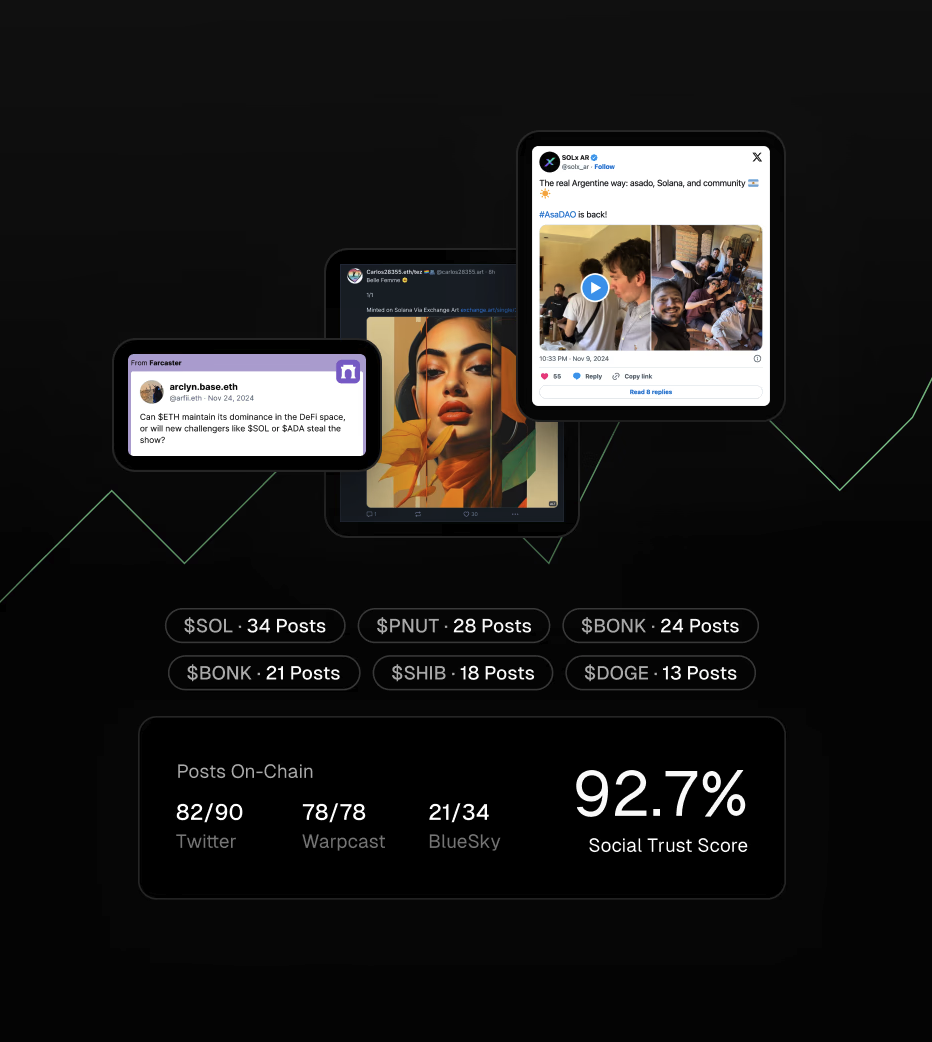 SOLx AR
@solx_ar · Follow
The real Argentine way: asado, Solana, and community 🇦🇷
☀️
#AsaDAO is back!
10:33 PM · Nov 9, 2024
55 Reply Copy link
Read 8 replies
Carlos28355.eth/tez @carlos28355.art · 8h
Belle Femme
1/1
Minted on Solana Via Exchange Art
1 30
From Farcaster
arclyn.base.eth
@arfii.eth · Nov 24, 2024
Can $ETH maintain its dominance in the DeFi space,
or will new challengers like $SOL or $ADA steal the
show?
$SOL · 34 Posts
$PNUT · 28 Posts
$BONK · 24 Posts
$BONK · 21 Posts
$SHIB · 18 Posts
$DOGE · 13 Posts
Posts On-Chain
82/90 78/78 21/34
Twitter Warpcast BlueSky
92.7%
Social Trust Score